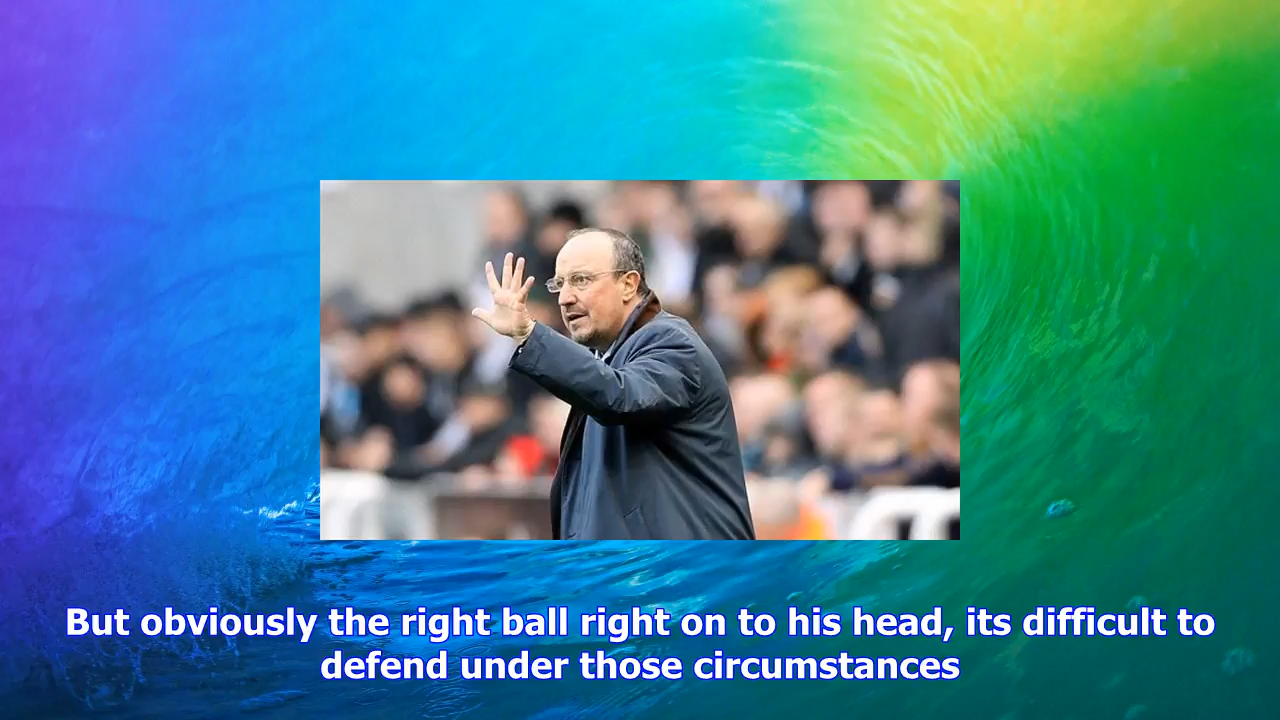 But obviously the right ball right on to his head, its difficult to
defend under those circumstances